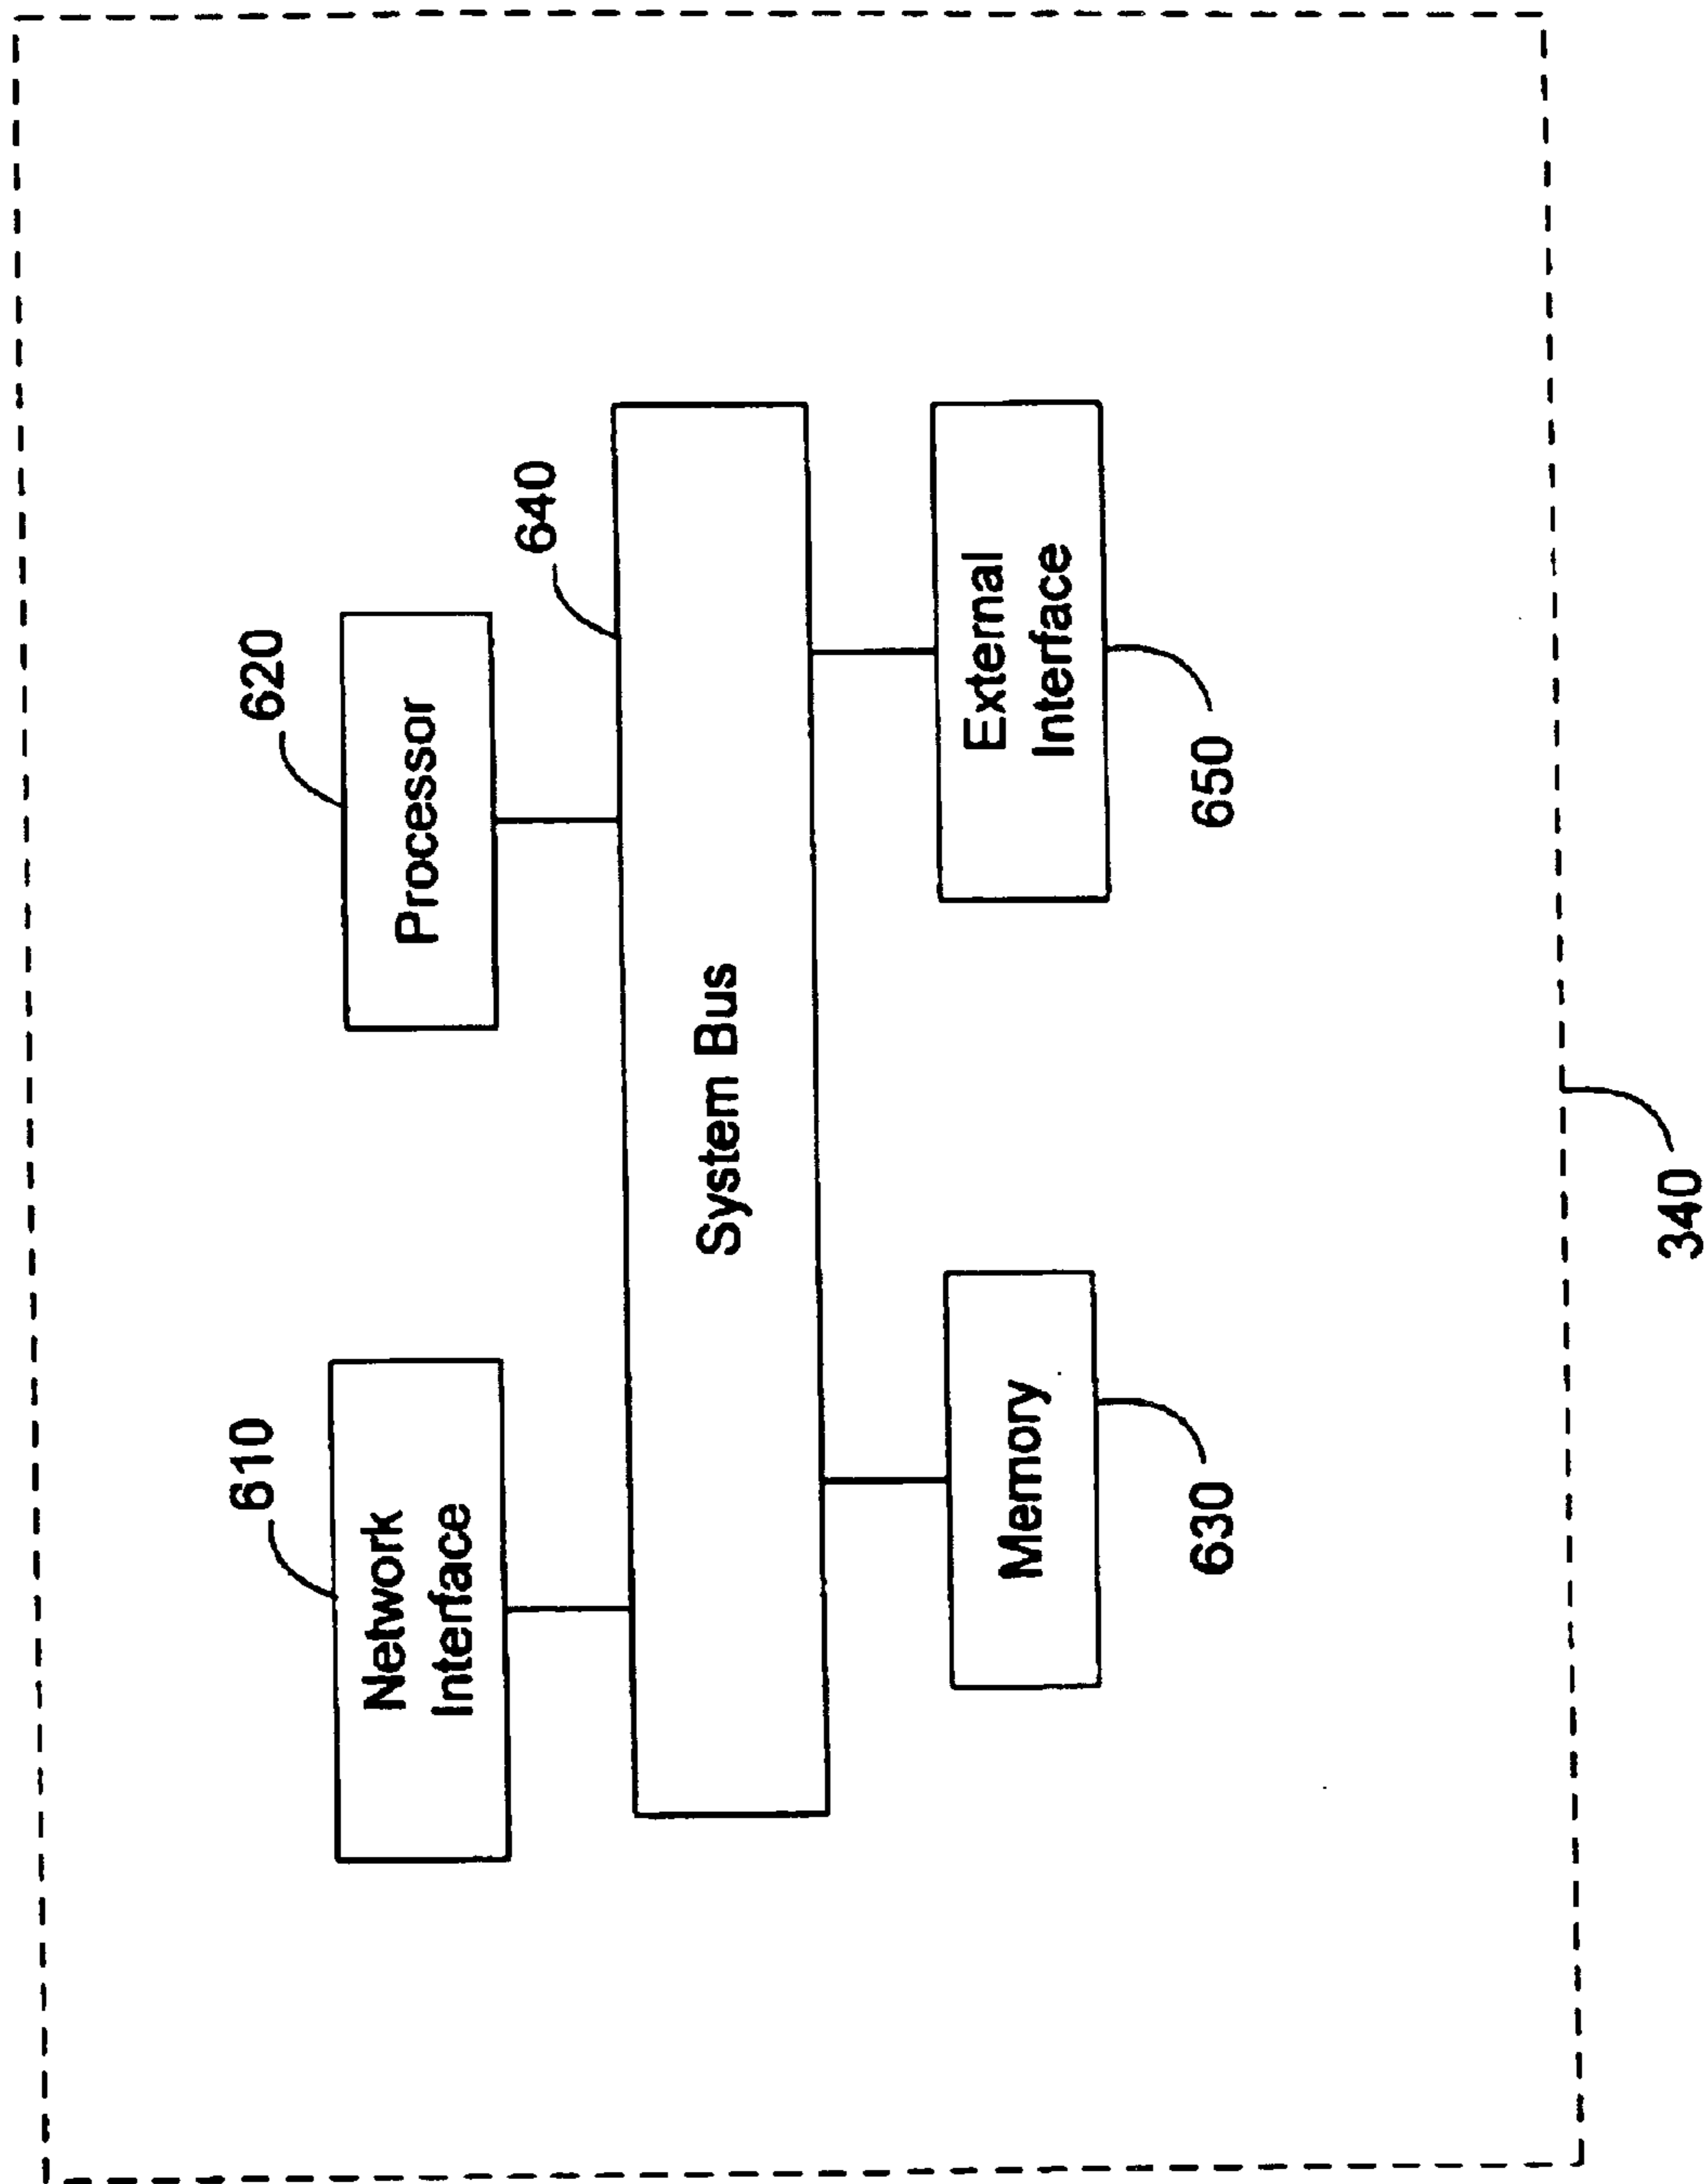 610
Network
Interface
620
Processor
640
System Bus
Memory
630
External
Interface
650
340